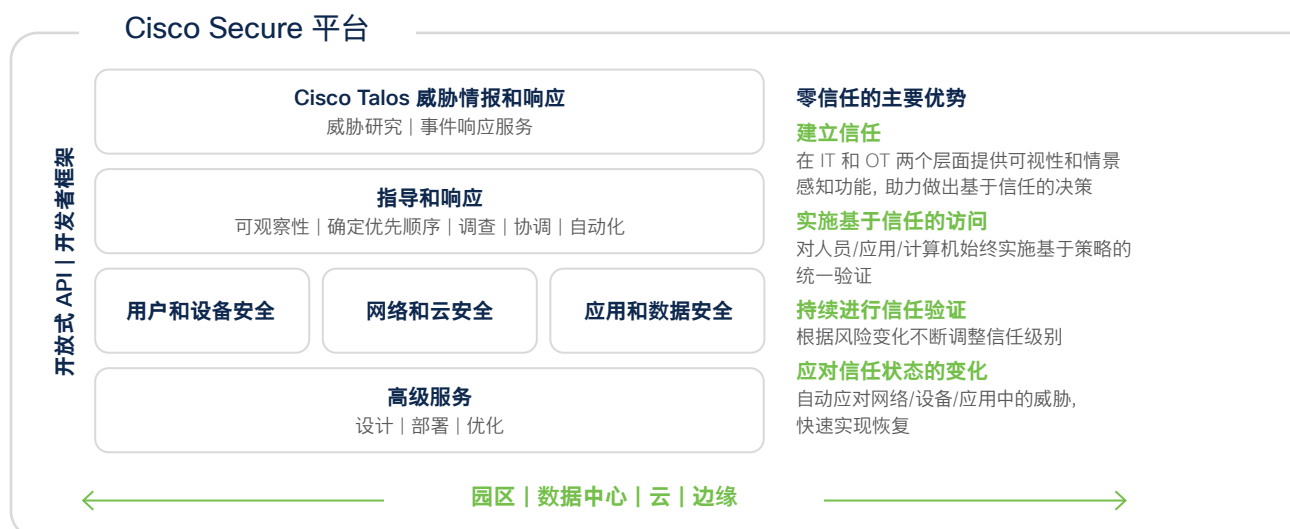 Cisco Secure 平台
开放式 API | 开发者框架
Cisco Talos 威胁情报和响应
威胁研究 | 事件响应服务
指导和响应
可观察性 | 确定优先顺序 | 调查 | 协调 | 自动化
用户和设备安全
网络和云安全
应用和数据安全
高级服务
设计 | 部署 | 优化
零信任的主要优势
建立信任
在 IT 和 OT 两个层面提供可视性和情景
感知功能, 助力做出基于信任的决策
实施基于信任的访问
对人员/应用/计算机始终实施基于策略的
统一验证
持续进行信任验证
根据风险变化不断调整信任级别
应对信任状态的变化
自动应对网络/设备/应用中的威胁,
快速实现恢复
园区 | 数据中心 | 云 | 边缘